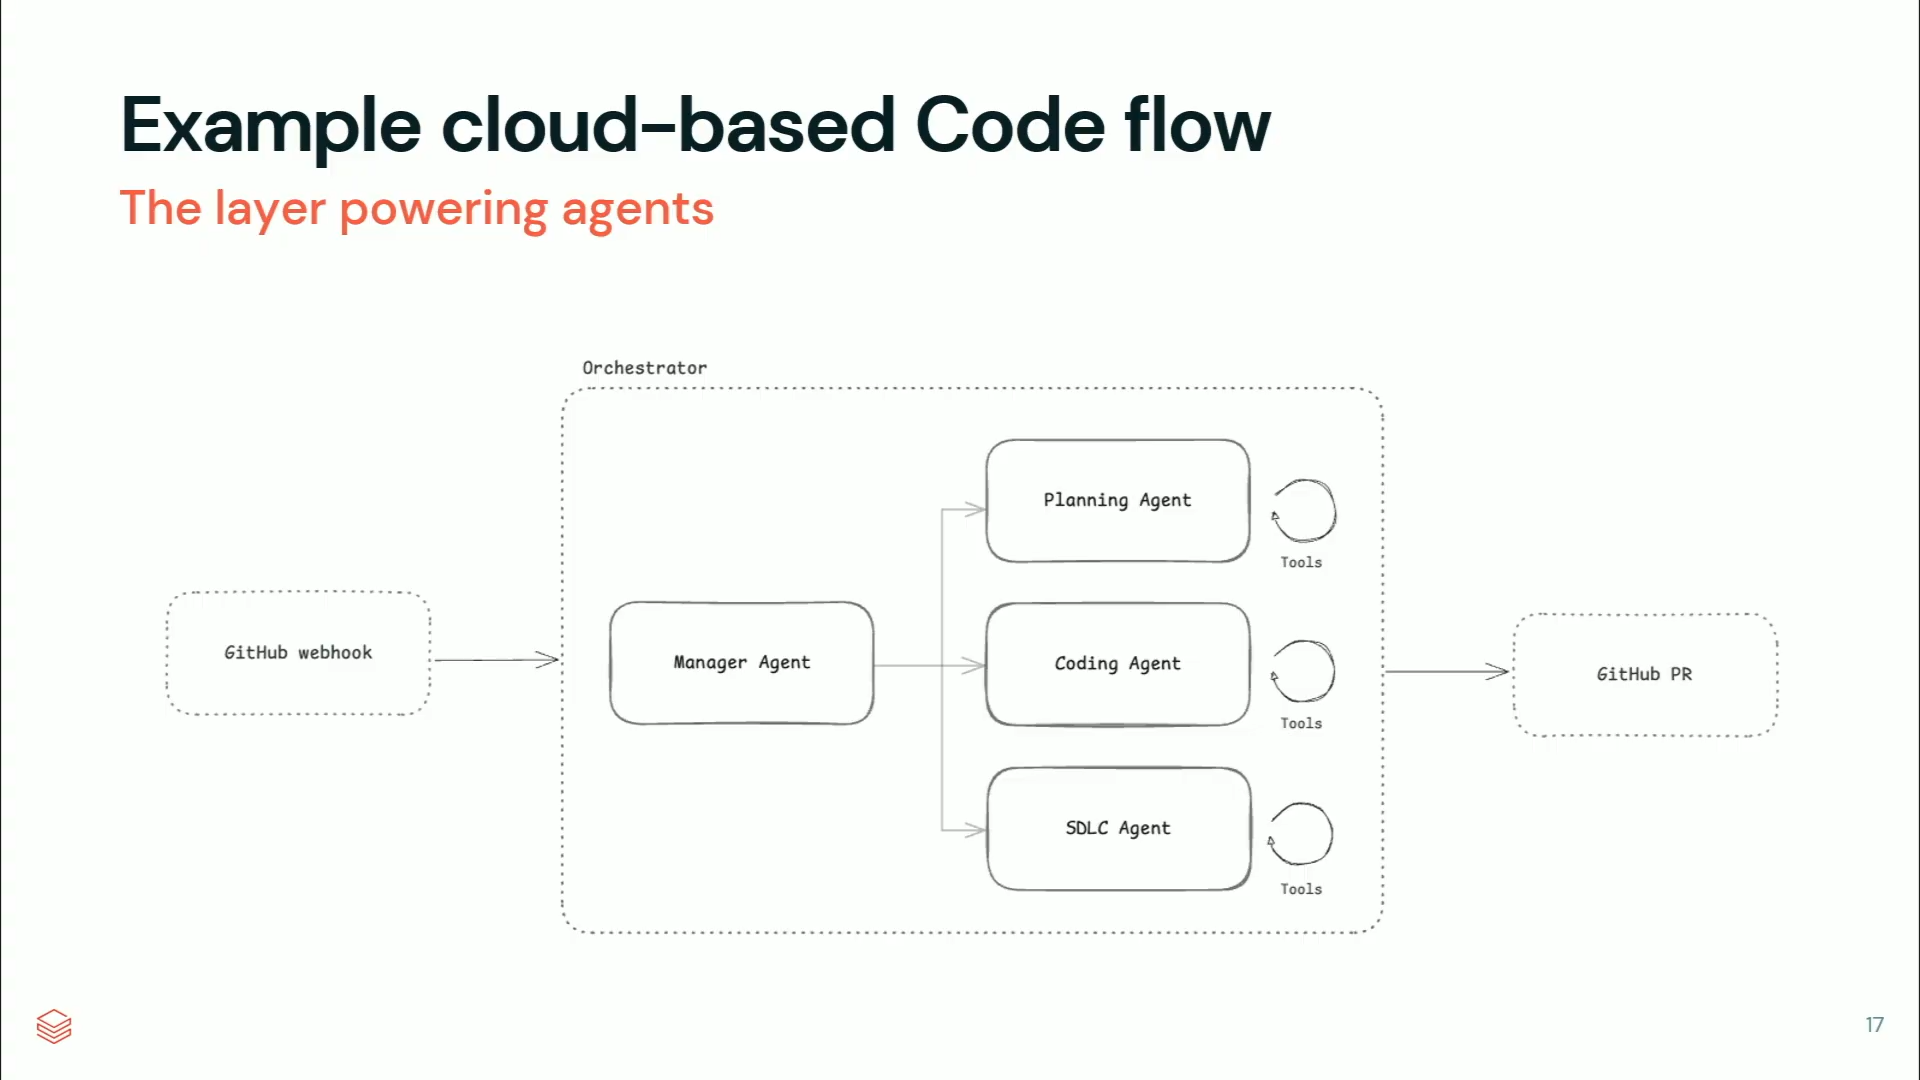 Example cloud-based Code flow
The layer powering agents
Orchestrator
Planning Agent
Tools
GitHub webhook
Manager Agent
Coding Agent
Tools
GitHub PR
SDLC Agent
Tools
17